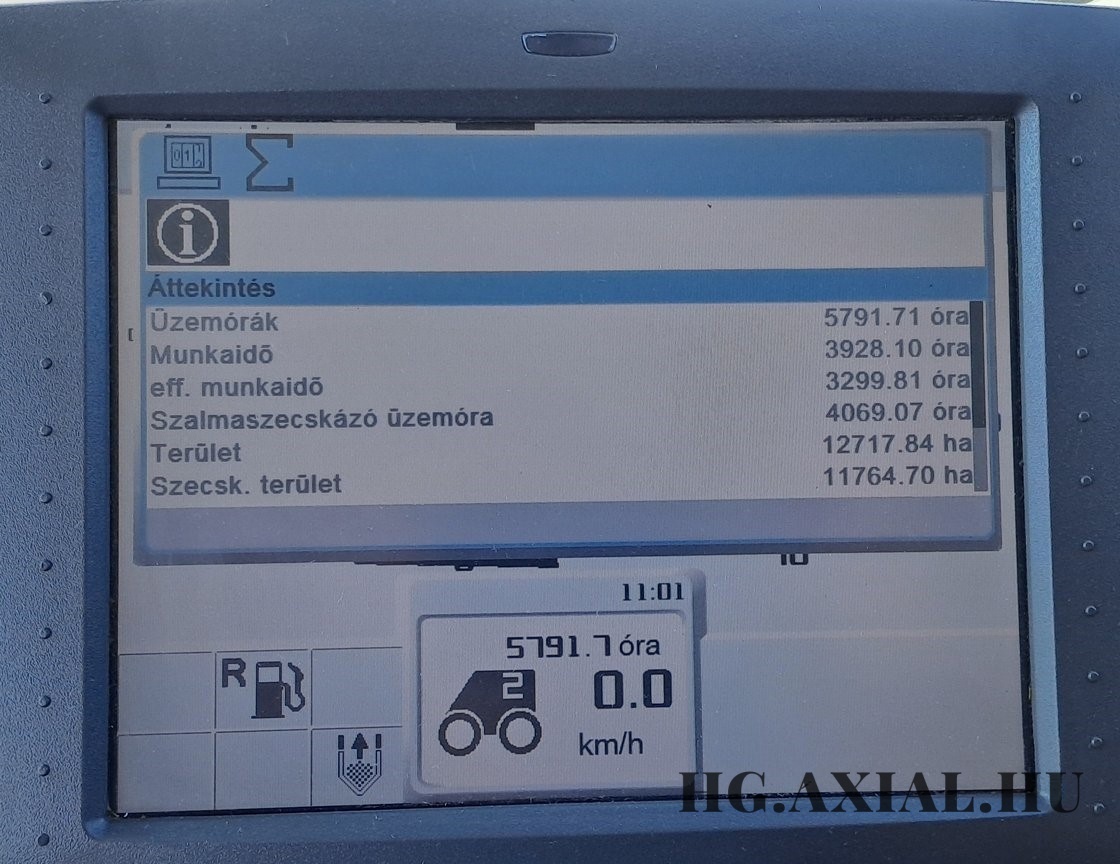 Áttekintés
Üzemórák 5791.71 óra
Munkaidő 3928.10 óra
eff. munkaidő 3299.81 óra
Szalmaszecskázó üzemóra 4069.07 óra
Terület 12717.84 ha
Szecsk. terület 11764.70 ha
11:01
5791.7 óra
2
0.0
km/h
R
HG.AXIAL.HU